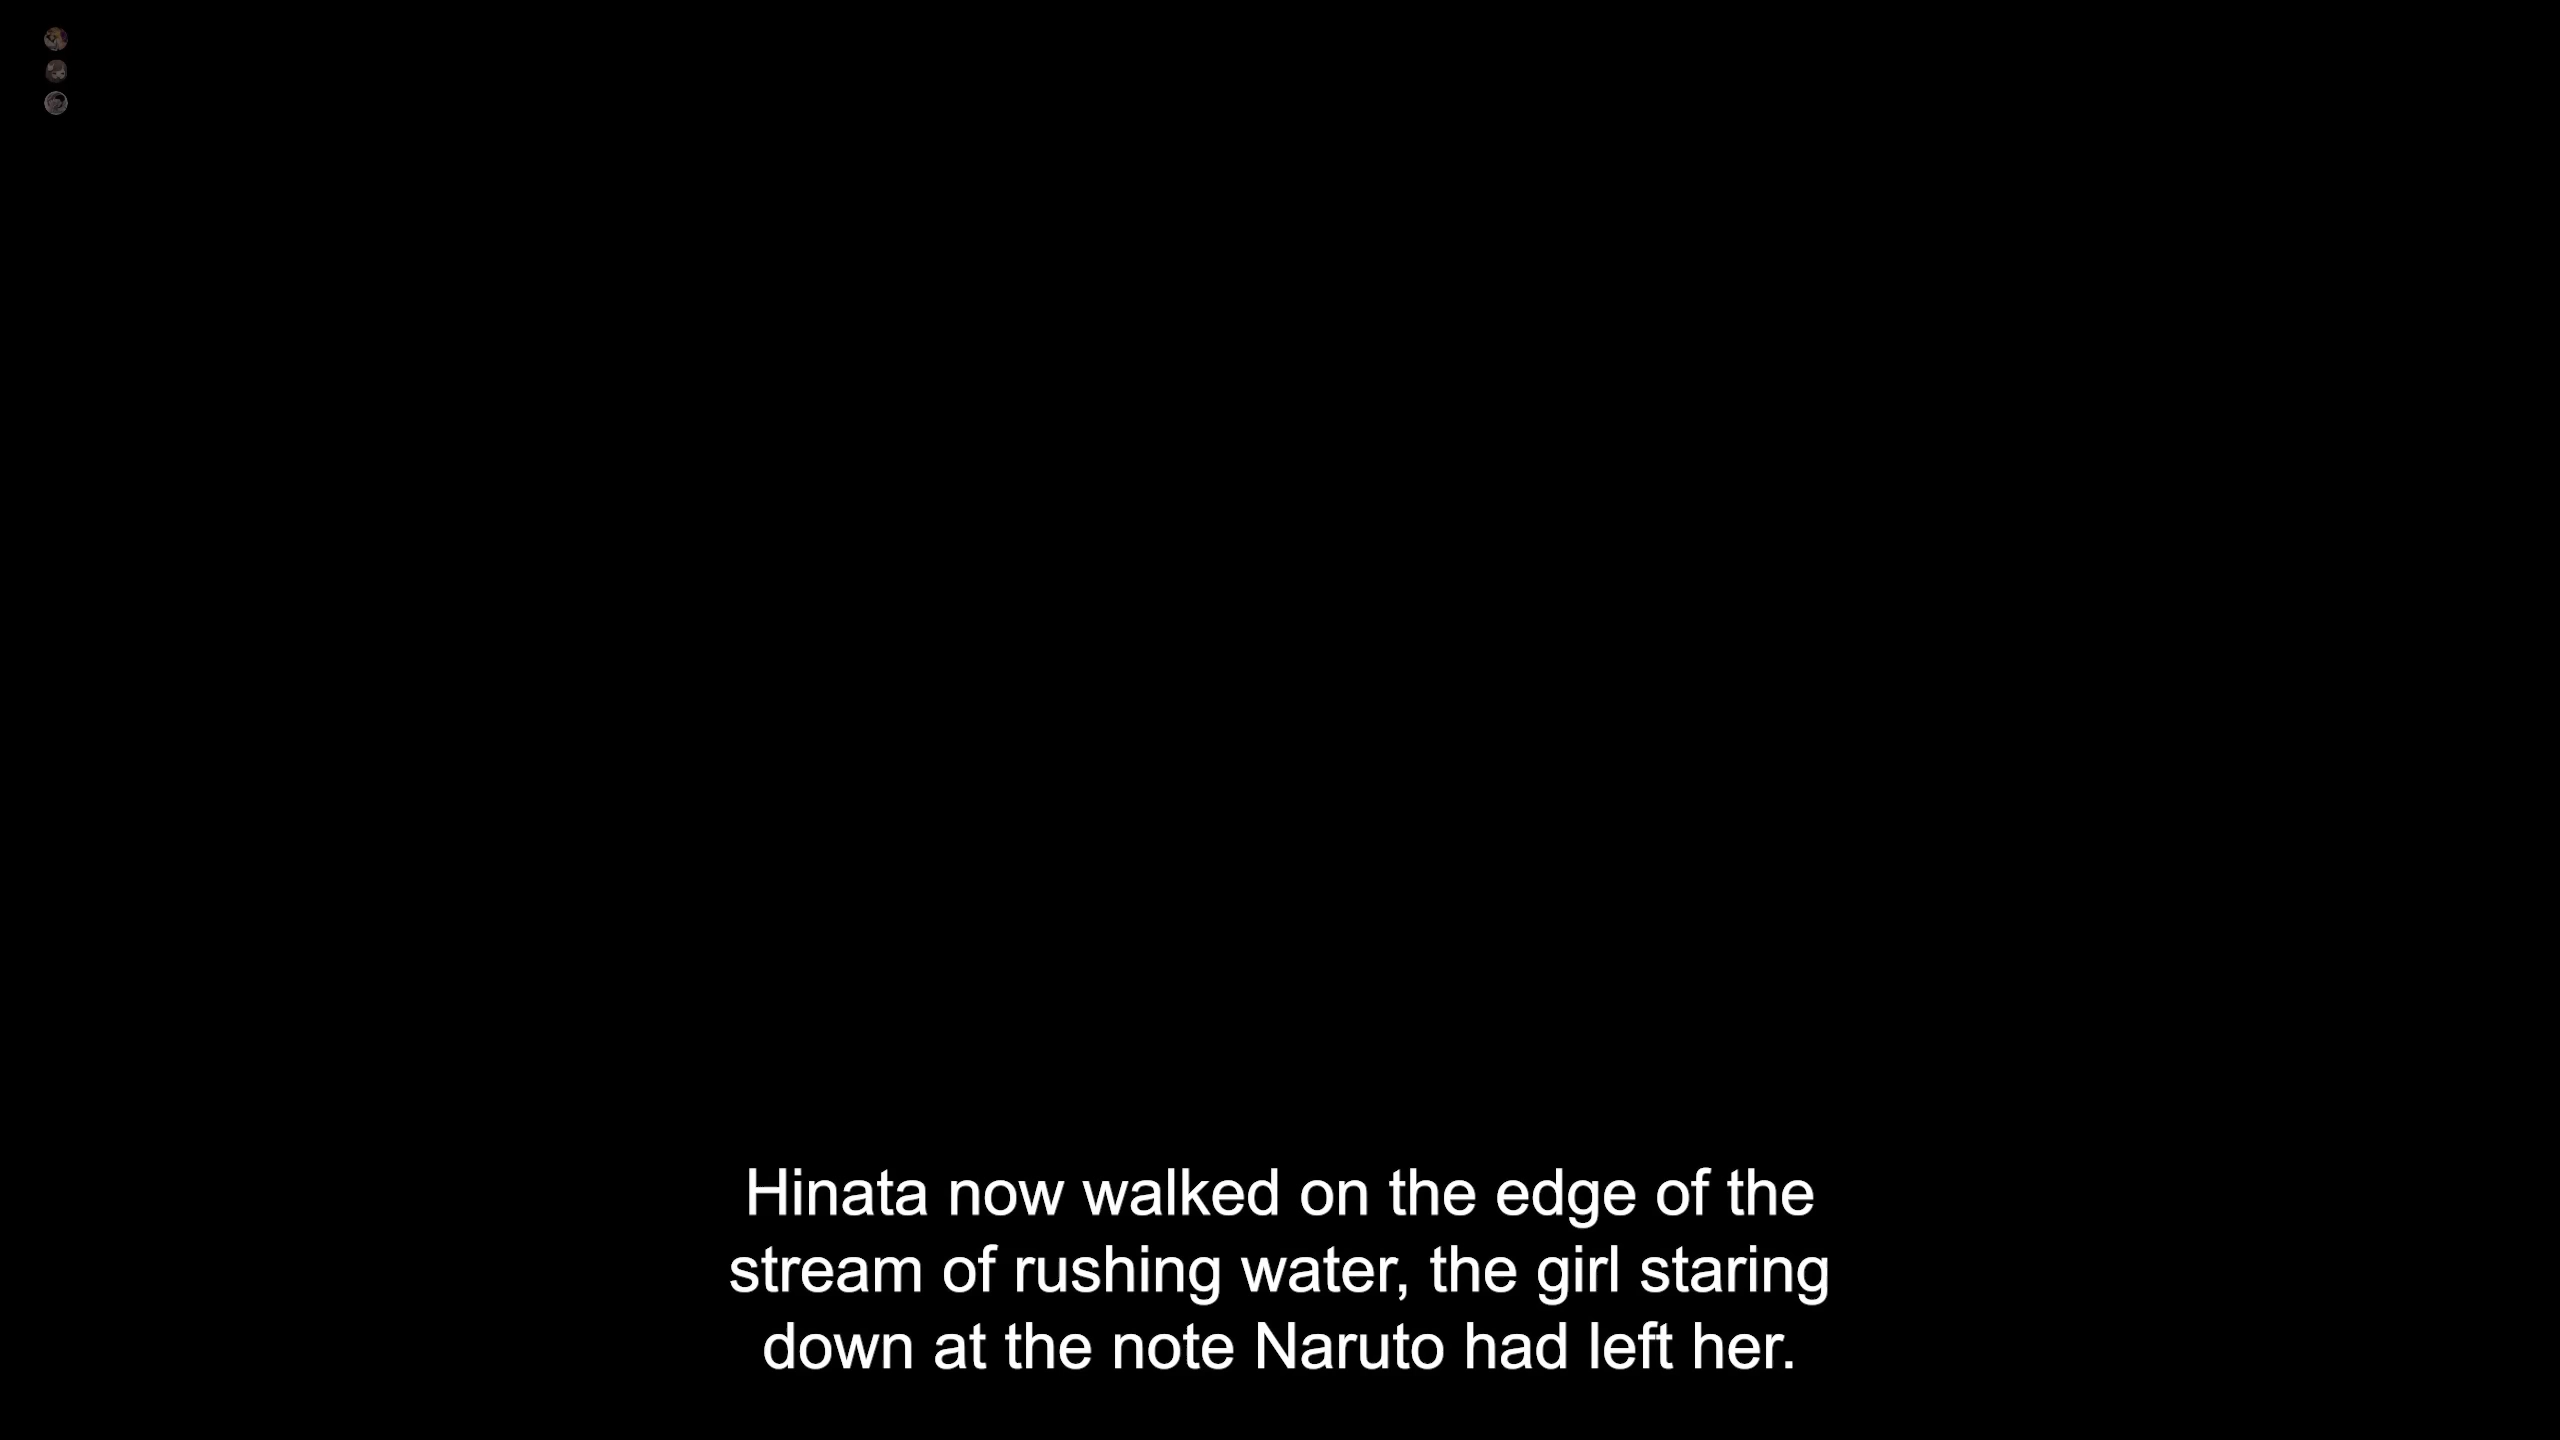 Hinata now walked on the edge of the
stream of rushing water, the girl staring
down at the note Naruto had left her.